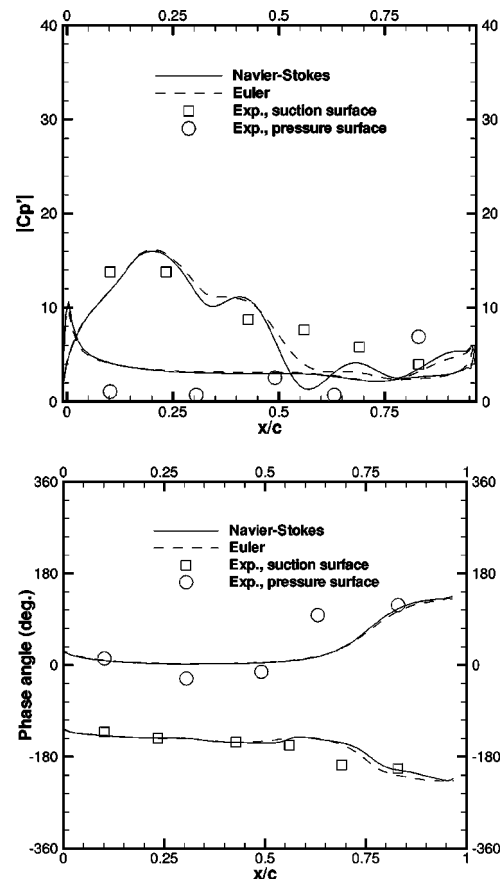 0 0.25 0.5 0.75
40 40
Navier-Stokes
Euler
Exp., suction surface
Exp., pressure surface
30 30
|Cp'|
20 20
10 10
0 0
0 0.25 0.5 0.75
x/c
0 0.25 0.5 0.75 1
360 360
Navier-Stokes
Euler
Exp., suction surface
Exp., pressure surface
180 180
Phase angle (deg.)
0 0
-180 -180
-360 -360
0 0.25 0.5 0.75 1
x/c